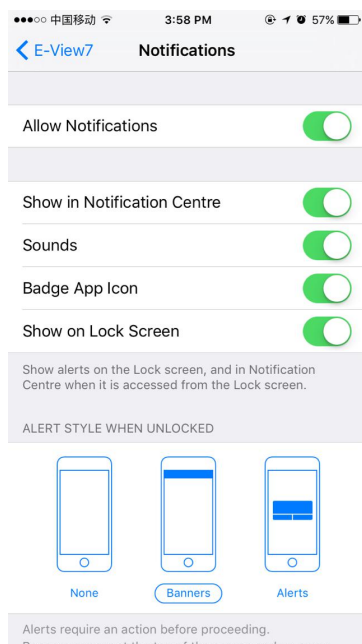 中国移动 3:58 PM 57%
E-View7 Notifications
Allow Notifications
Show in Notification Centre
Sounds
Badge App Icon
Show on Lock Screen
Show alerts on the Lock screen, and in Notification
Centre when it is accessed from the Lock screen.
ALERT STYLE WHEN UNLOCKED
None Banners Alerts
Alerts require an action before proceeding.